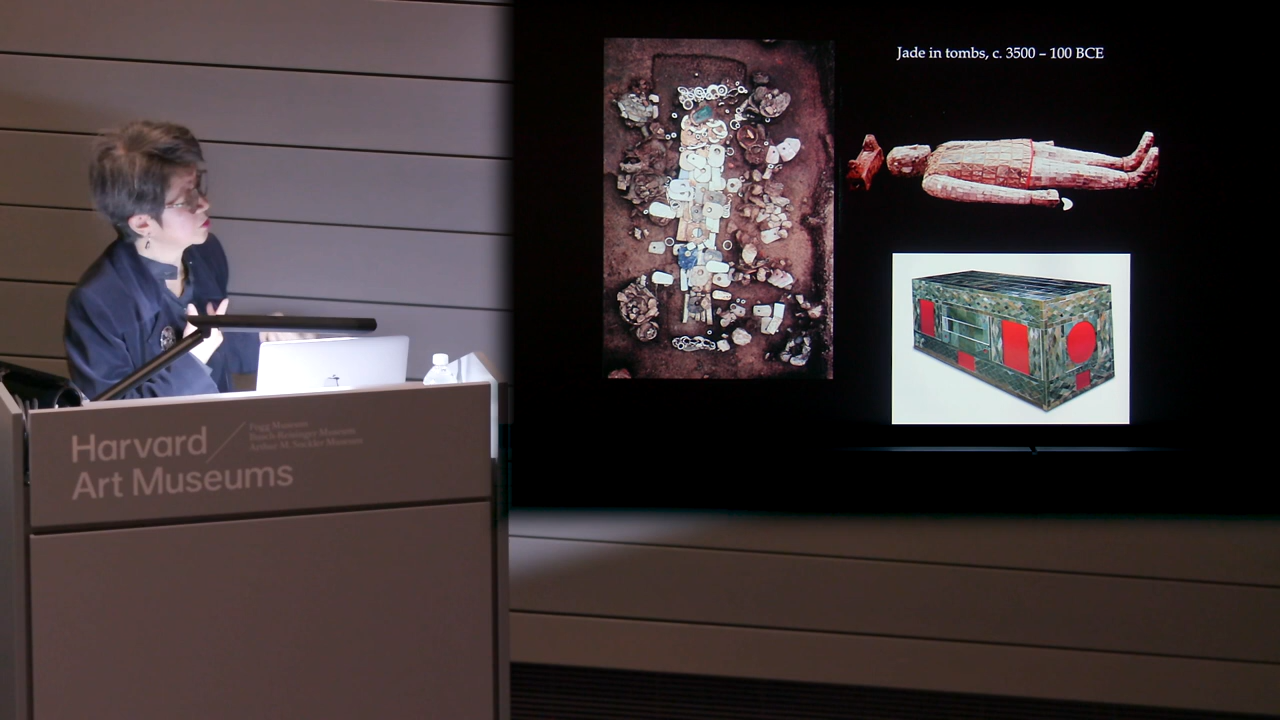 Jade in tombs, c. 3500 – 100 BCE
Harvard
Art Museums
Fogg Museum
Busch-Reisinger Museum
Arthur M. Sackler Museum